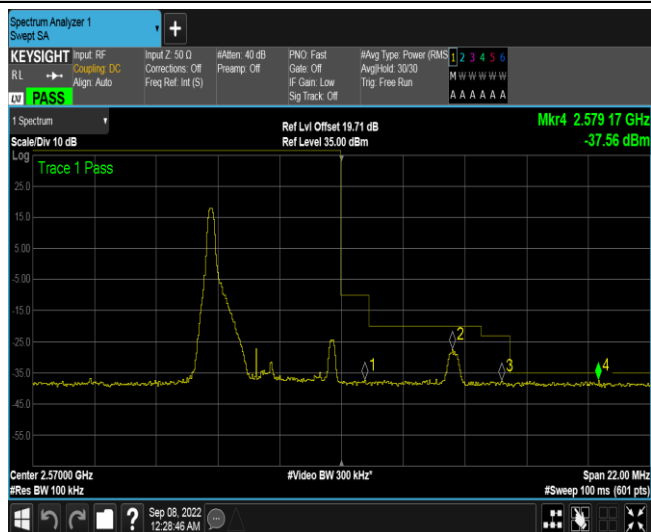 Spectrum Analyzer 1
Swept SA
+
KEYSIGHT
Input: RF
Coupling: DC
Align: Auto
Input Z: 50 Ω
Corrections: Off
Freq Ref: Int (S)
#Atten: 40 dB
Preamp: Off
PNO: Fast
Gate: Off
IF Gain: Low
Sig Track: Off
#Avg Type: Power (RMS
Avg|Hold: 30/30
Trig: Free Run
1 2 3 4 5 6
M W W W W W
A A A A A A
R L
LXI PASS
1 Spectrum
Ref Lvl Offset 19.71 dB
Mkr4 2.579 17 GHz
Scale/Div 10 dB
Ref Level 35.00 dBm
-37.56 dBm
Log
Trace 1 Pass
25.0
15.0
5.00
-5.00
-15.0
-25.0
-35.0
-45.0
-55.0
1
2
3
4
Center 2.57000 GHz
#Video BW 300 kHz*
Span 22.00 MHz
#Res BW 100 kHz
#Sweep 100 ms (601 pts)
?
Sep 08, 2022
12:28:46 AM